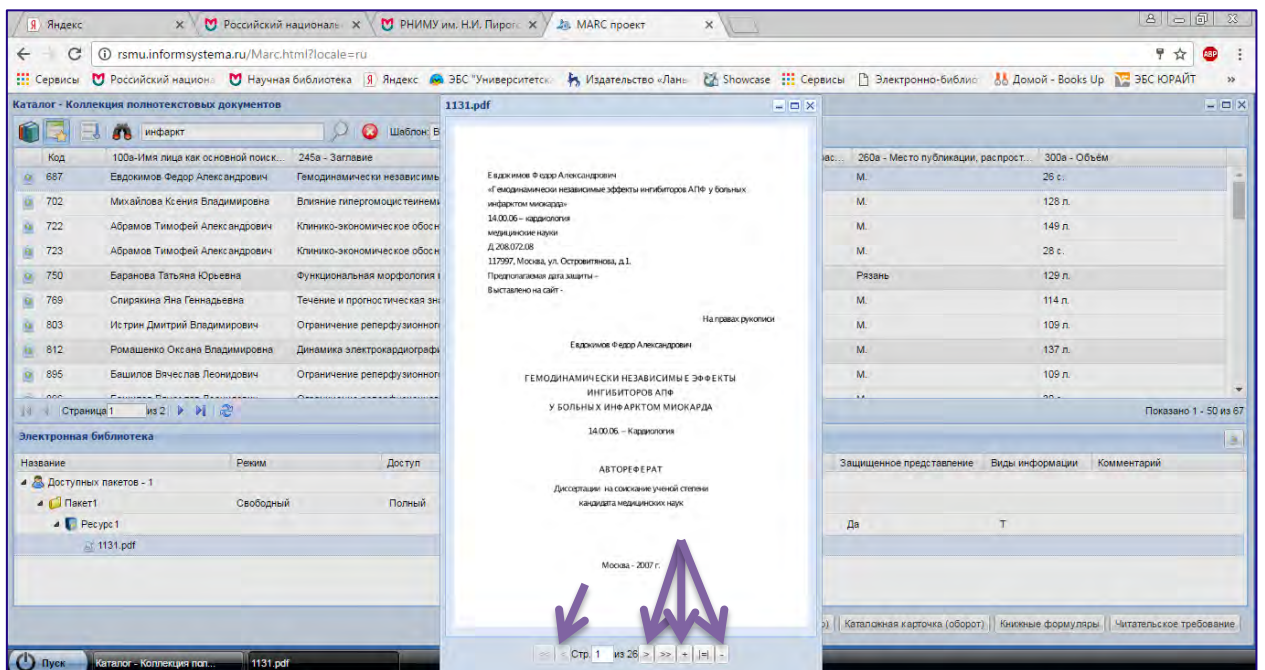 Яндекс
Российский национальн
РНИМУ им. Н.И. Пирого
MARC проект
rsmu.informsystema.ru/Marc.html?locale=ru
Сервисы Российский национ Научная библиотека Яндекс ЭБС "Университетск Издательство «Лань Showcase Сервисы Электронно-библио Домой - Books Up ЭБС ЮРАЙТ »
Каталог - Коллекция полнотекстовых документов
инфаркт Шаблон: В
Код 100a-Имя лица как основной поиск... 245a - Заглавие 260a - Место публикации, распрост... 300a - Объём
687 Евдокимов Федор Александрович Гемодинамически независимь М. 26 с.
702 Михайлова Ксения Владимировна Влияние гипергомоцистеинеми М. 128 л.
722 Абрамов Тимофей Александрович Клинико-экономическое обосн М. 149 л.
723 Абрамов Тимофей Александрович Клинико-экономическое обосн М. 28 с.
750 Баранова Татьяна Юрьевна Функциональная морфология Рязань 129 л.
769 Спирякина Яна Геннадьевна Течение и прогностическая зна М. 114 л.
803 Истрин Дмитрий Владимирович Ограничение реперфузионног М. 109 л.
812 Ромашенко Оксана Владимировна Динамика электрокардиографи М. 137 л.
895 Башилов Вячеслав Леонидович Ограничение реперфузионног М. 109 л.
Страница 1 из 2 Показано 1 - 50 из 67
Электронная библиотека
Название Режим Доступ Защищенное представление Виды информации Комментарий
Доступных пакетов - 1
Пакет1 Свободный Полный
Ресурс1 Да Т
1131.pdf
Каталожная карточка (оборот) Книжные формуляры Читательское требование
1131.pdf
Евдокимов Федор Александрович
«Гемодинамически независимые эффекты ингибиторов АПФ у больных
инфарктом миокарда»
14.00.06 – кардиология
медицинские науки
Д 208.072.08
117997, Москва, ул. Островитянова, д.1.
Предполагаемая дата защиты –
Выставлено на сайт -
На правах рукописи
Евдокимов Федор Александрович
ГЕМОДИНАМИЧЕСКИ НЕЗАВИСИМЫЕ ЭФФЕКТЫ
ИНГИБИТОРОВ АПФ
У БОЛЬНЫХ ИНФАРКТОМ МИОКАРДА
14.00.06. – Кардиология
АВТОРЕФЕРАТ
Диссертации на соискание ученой степени
кандидата медицинских наук
Москва - 2007 г.
<< < Стр. 1 из 26 > >> + |=| -
Пуск Каталог - Коллекция пол... 1131.pdf